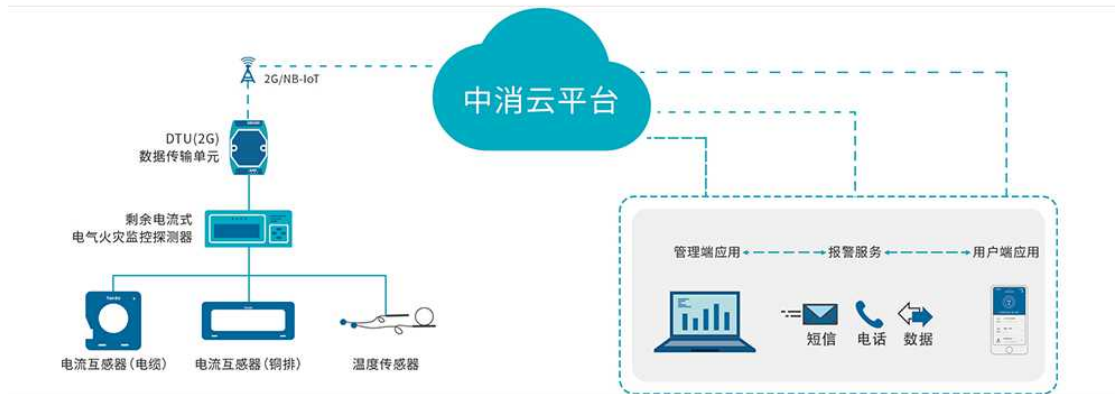 中消云平台
2G/NB-IoT
DTU(2G)
数据传输单元
剩余电流式
电气火灾监控探测器
电流互感器(电缆)
电流互感器(铜排)
温度传感器
管理端应用
报警服务
用户端应用
短信
电话
数据